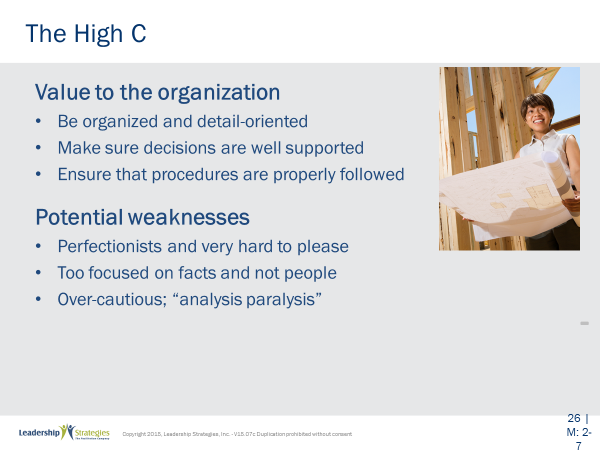 The High C
Value to the organization
• Be organized and detail-oriented
• Make sure decisions are well supported
• Ensure that procedures are properly followed
Potential weaknesses
• Perfectionists and very hard to please
• Too focused on facts and not people
• Over-cautious; “analysis paralysis”
Leadership Strategies
The Facilitation Company
Copyright 2015, Leadership Strategies, Inc. - V15.07c Duplication prohibited without consent
26 |
M: 2-
7